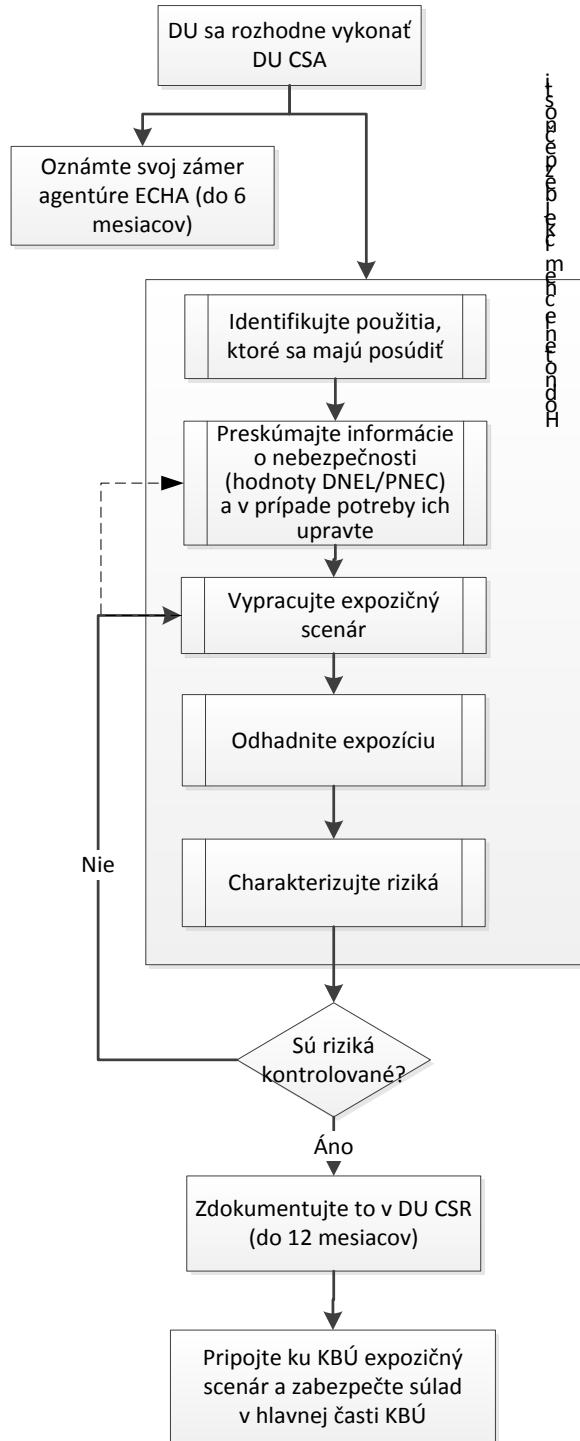 DU sa rozhodne vykonať
DU CSA
Oznámte svoj zámer
agentúre ECHA (do 6
mesiacov)
Hodnotenie chemickej bezpečnosti
Identifikujte použitia,
ktoré sa majú posúdiť
Preskúmajte informácie
o nebezpečnosti
(hodnoty DNEL/PNEC)
a v prípade potreby ich
upravte
Vypracujte expozičný
scenár
Odhadnite expozíciu
Nie
Charakterizujte riziká
Sú riziká
kontrolované?
Áno
Zdokumentujte to v DU CSR
(do 12 mesiacov)
Pripojte ku KBÚ expozičný
scenár a zabezpečte súlad
v hlavnej časti KBÚ